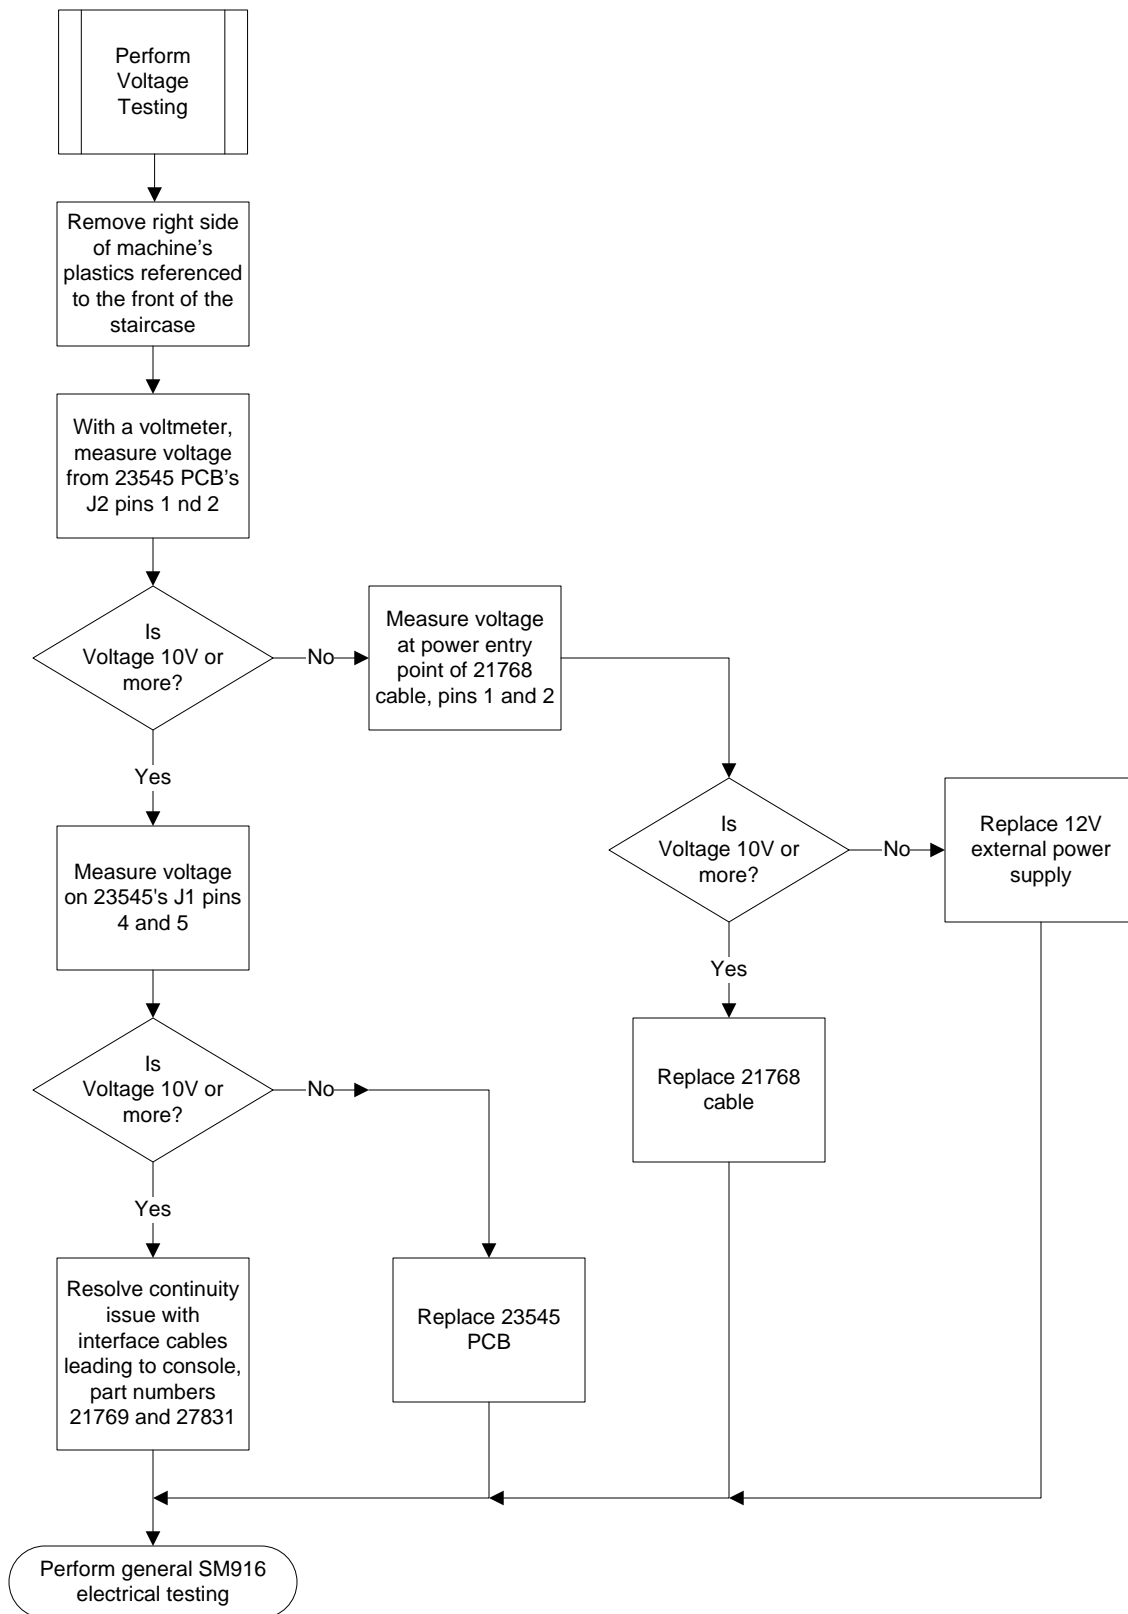 Perform
Voltage
Testing
Remove right side
of machine's
plastics referenced
to the front of the
staircase
With a voltmeter,
measure voltage
from 23545 PCB's
J2 pins 1 nd 2
Is
Voltage 10V or
more?
No
Measure voltage
at power entry
point of 21768
cable, pins 1 and 2
Yes
Is
Voltage 10V or
more?
No
Replace 12V
external power
supply
Measure voltage
on 23545's J1 pins
4 and 5
Yes
Replace 21768
cable
Is
Voltage 10V or
more?
No
Yes
Resolve continuity
issue with
interface cables
leading to console,
part numbers
21769 and 27831
Replace 23545
PCB
Perform general SM916
electrical testing